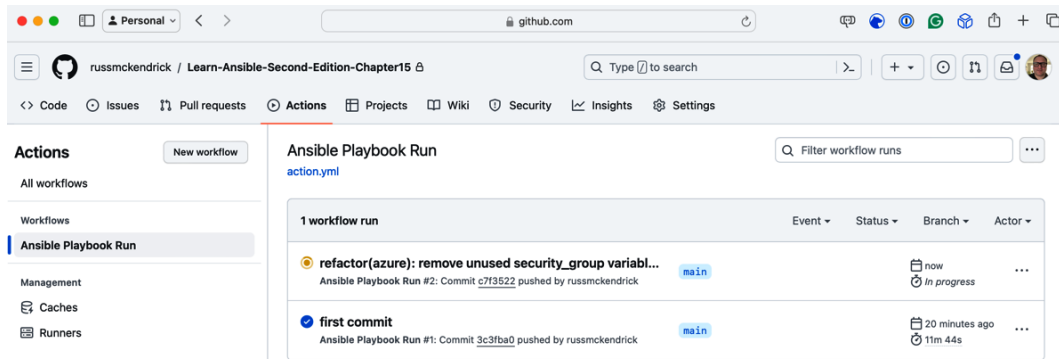 Personal
github.com
russmckendrick / Learn-Ansible-Second-Edition-Chapter15
Type / to search
Code Issues Pull requests Actions Projects Wiki Security Insights Settings
Actions
New workflow
All workflows
Workflows
Ansible Playbook Run
Management
Caches
Runners
Ansible Playbook Run
action.yml
Filter workflow runs
1 workflow run Event Status Branch Actor
refactor(azure): remove unused security_group variabl... main now
Ansible Playbook Run #2: Commit c7f3522 pushed by russmckendrick In progress
first commit main 20 minutes ago
Ansible Playbook Run #1: Commit 3c3fba0 pushed by russmckendrick 11m 44s